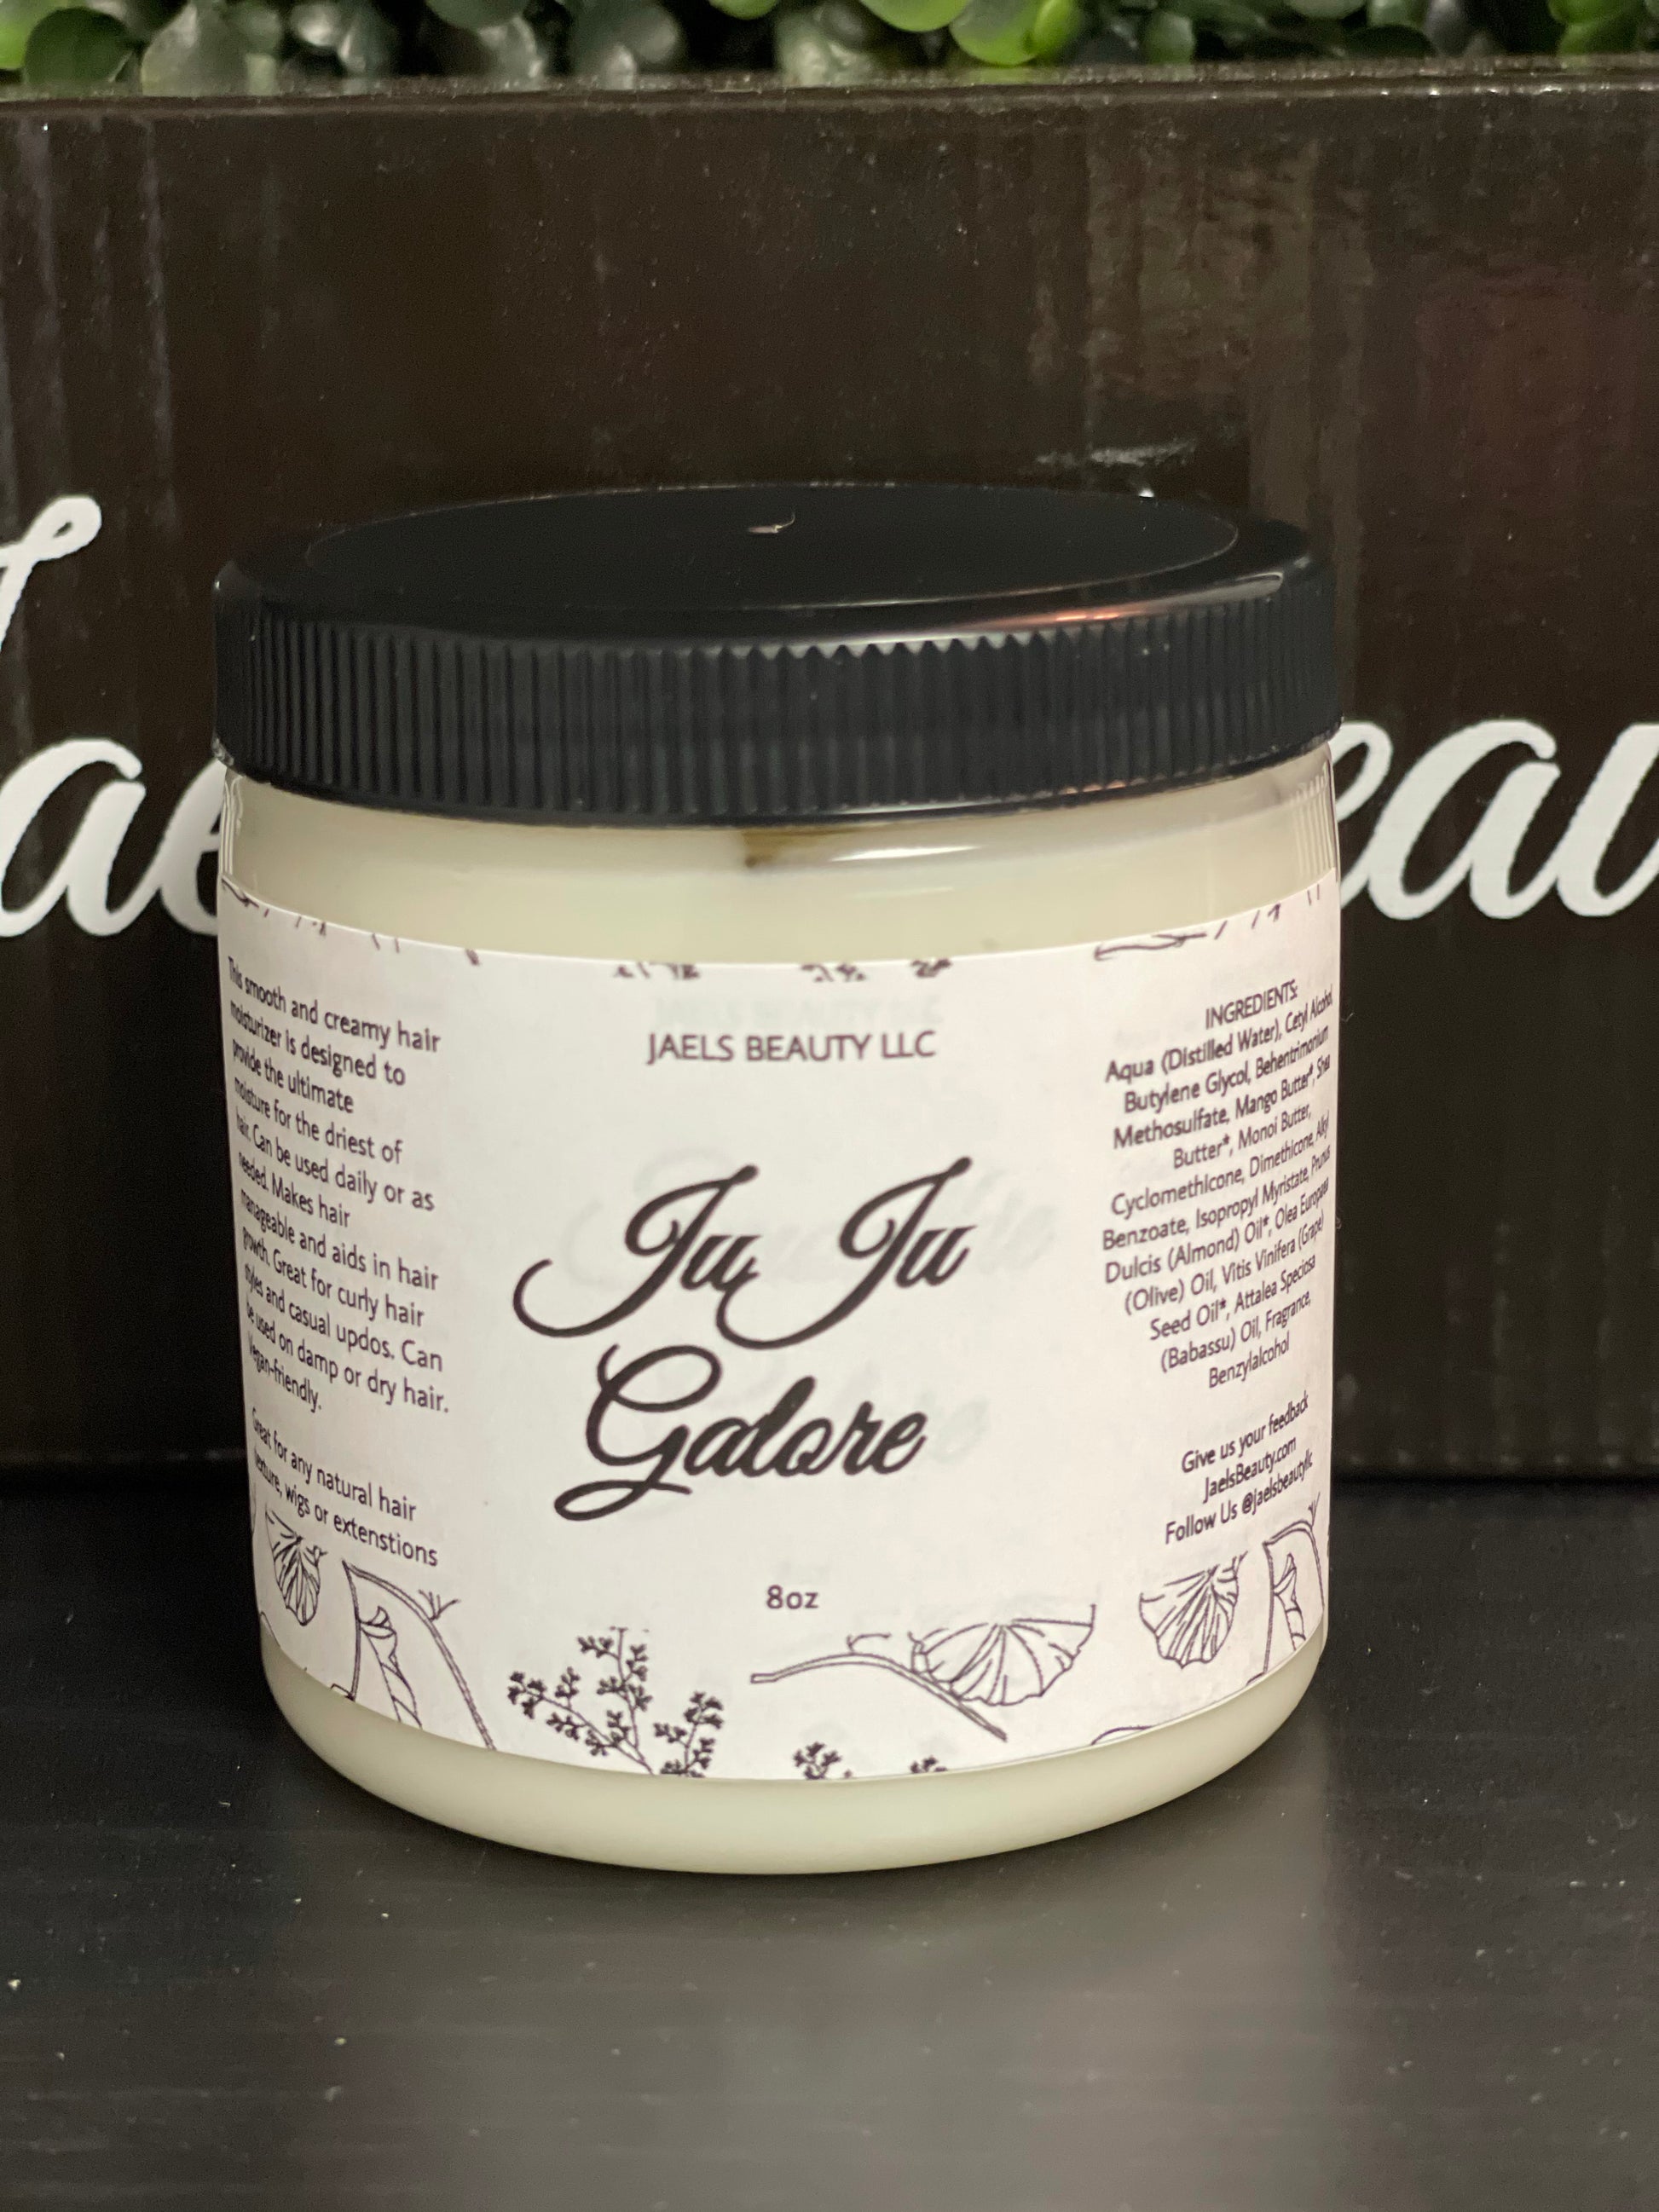 JAELS BEAUTY LLC
Ju Ju
Galore
8oz
This smooth and creamy hair
moisturizer is designed to
provide the ultimate
moisture for the driest of
hair. Can be used daily or as
needed. Makes hair
manageable and aids in hair
growth. Great for curly hair
styles and casual updos. Can
be used on damp or dry hair.
Vegan-friendly.
Great for any natural hair
texture, wigs or extenstions
INGREDIENTS:
Aqua (Distilled Water), Cetyl Alcohol,
Butylene Glycol, Behentrimonium
Methosulfate, Mango Butter*, Shea
Butter*, Monoi Butter,
Cyclomethicone, Dimethicone, Alkyl
Benzoate, Isopropyl Myristate, Prunus
Dulcis (Almond) Oil*, Olea Europaea
(Olive) Oil, Vitis Vinifera (Grape)
Seed Oil*, Attalea Speciosa
(Babassu) Oil, Fragrance,
Benzylalcohol
Give us your feedback
JaelsBeauty.com
Follow Us @jaelsbeautyllc